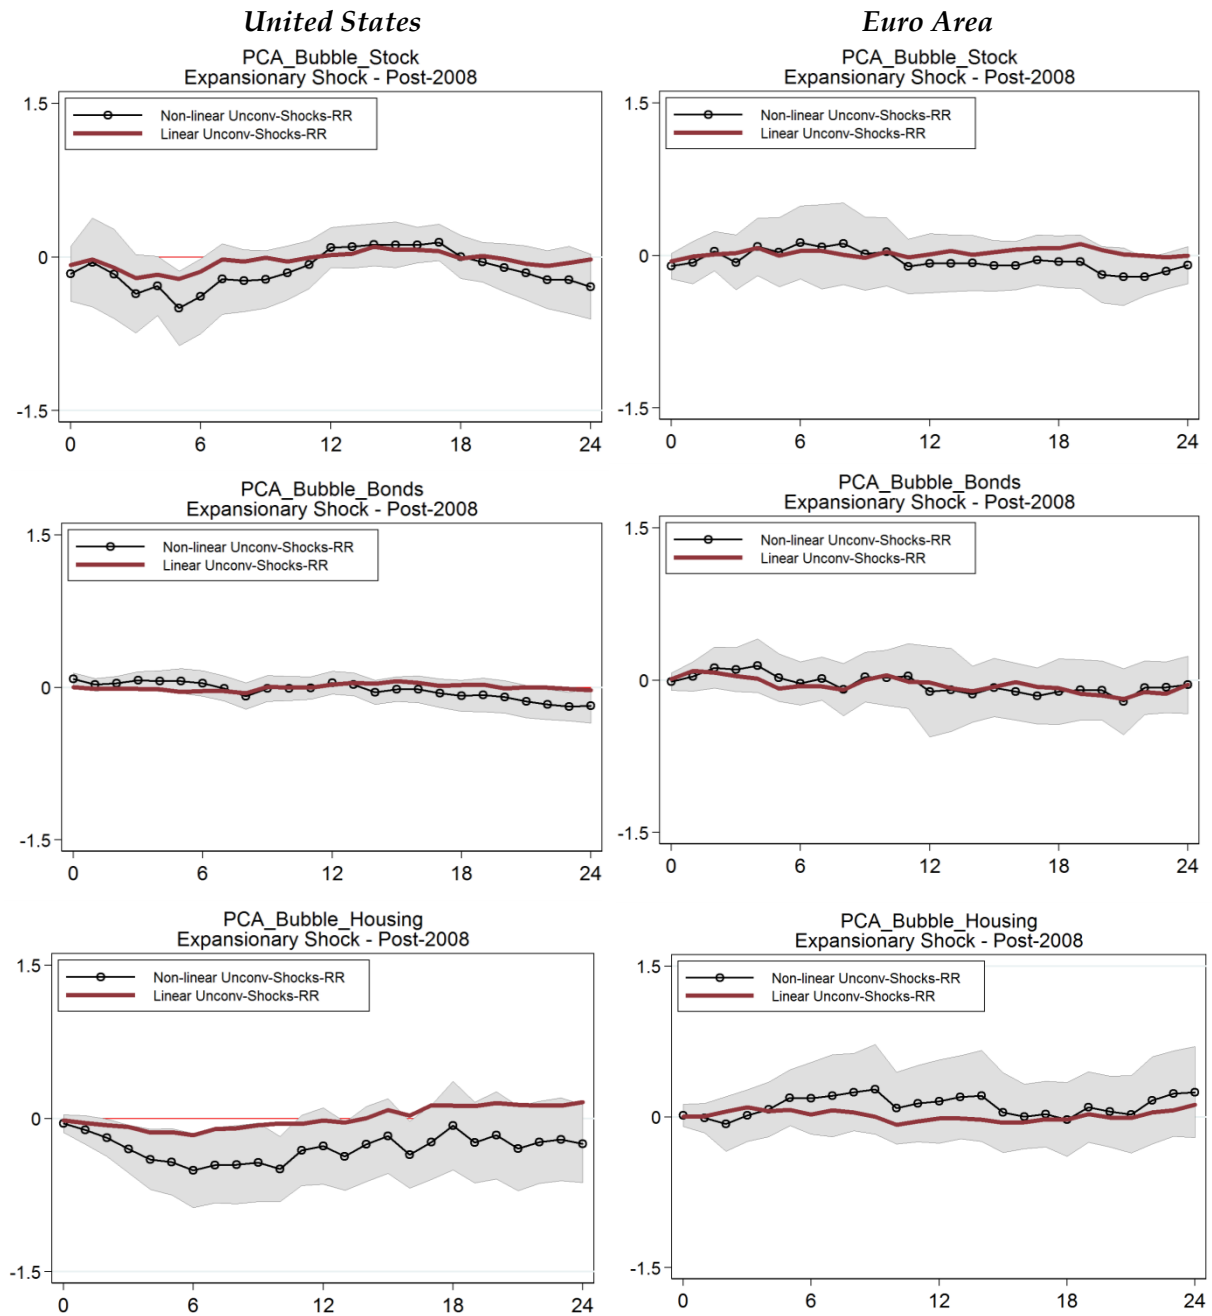 United States
Euro Area
PCA_Bubble_Stock
Expansionary Shock - Post-2008
1.5
Non-linear Unconv-Shocks-RR
Linear Unconv-Shocks-RR
0
-1.5
0
6
12
18
24
PCA_Bubble_Stock
Expansionary Shock - Post-2008
1.5
Non-linear Unconv-Shocks-RR
Linear Unconv-Shocks-RR
0
-1.5
0
6
12
18
24
PCA_Bubble_Bonds
Expansionary Shock - Post-2008
1.5
Non-linear Unconv-Shocks-RR
Linear Unconv-Shocks-RR
0
-1.5
0
6
12
18
24
PCA_Bubble_Bonds
Expansionary Shock - Post-2008
1.5
Non-linear Unconv-Shocks-RR
Linear Unconv-Shocks-RR
0
-1.5
0
6
12
18
24
PCA_Bubble_Housing
Expansionary Shock - Post-2008
1.5
Non-linear Unconv-Shocks-RR
Linear Unconv-Shocks-RR
0
-1.5
0
6
12
18
24
PCA_Bubble_Housing
Expansionary Shock - Post-2008
1.5
Non-linear Unconv-Shocks-RR
Linear Unconv-Shocks-RR
0
-1.5
0
6
12
18
24